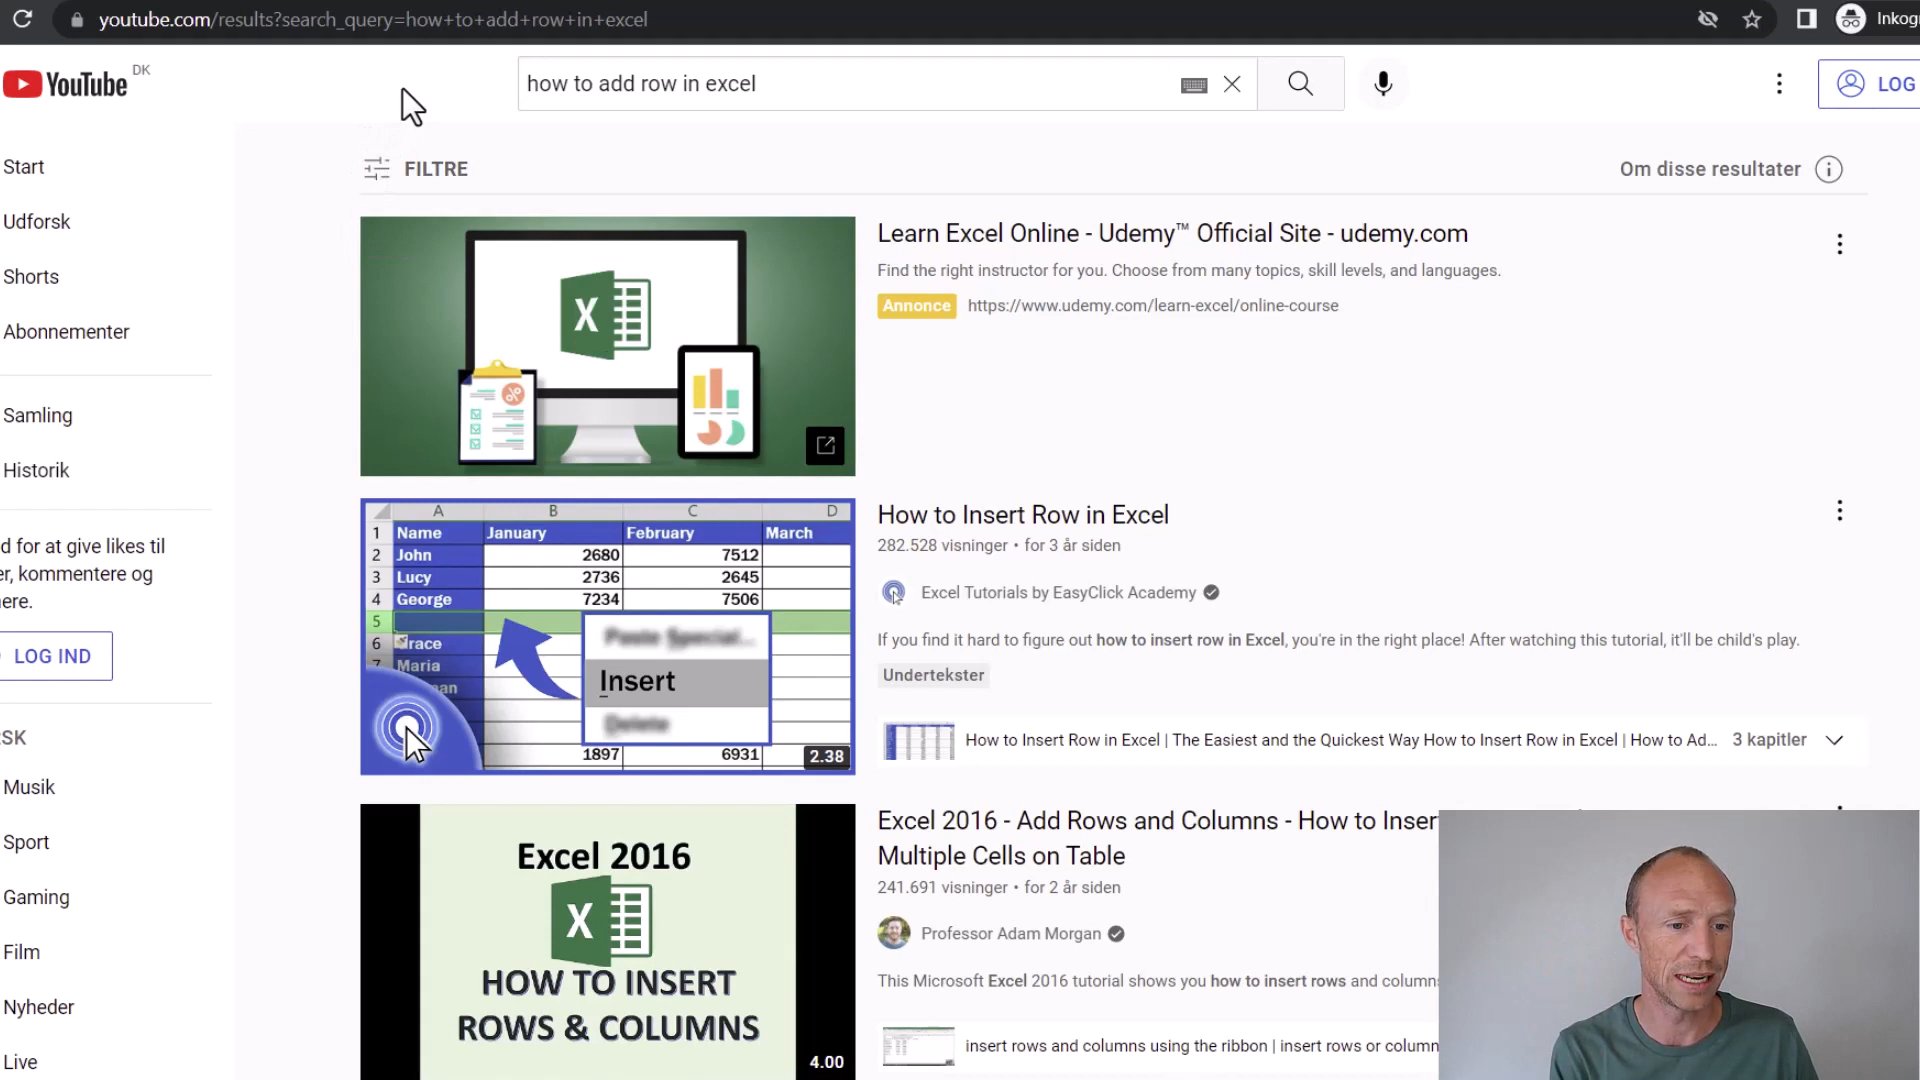 youtube.com/results?search_query=how+to+add+row+in+excel
Inkog
YouTube
DK
how to add row in excel
LOG
Start
Udforsk
Shorts
Abonnementer
Samling
Historik
d for at give likes til
er, kommentere og
ere.
LOG IND
SK
Musik
Sport
Gaming
Film
Nyheder
Live
FILTRE
Om disse resultater
Learn Excel Online - Udemy™ Official Site - udemy.com
Find the right instructor for you. Choose from many topics, skill levels, and languages.
Annonce https://www.udemy.com/learn-excel/online-course
X
A B C D
1 Name January February March
2 John 2680 7512
3 Lucy 2736 2645
4 George 7234 7506
5
6 race
7 Maria
an
1897 6931
Paste Special...
Insert
Delete
2.38
How to Insert Row in Excel
282.528 visninger • for 3 år siden
Excel Tutorials by EasyClick Academy
If you find it hard to figure out how to insert row in Excel, you're in the right place! After watching this tutorial, it'll be child's play.
Undertekster
How to Insert Row in Excel | The Easiest and the Quickest Way How to Insert Row in Excel | How to Ad... 3 kapitler
Excel 2016
X
HOW TO INSERT
ROWS & COLUMNS
4.00
Excel 2016 - Add Rows and Columns - How to Inser
Multiple Cells on Table
241.691 visninger • for 2 år siden
Professor Adam Morgan
This Microsoft Excel 2016 tutorial shows you how to insert rows and column
insert rows and columns using the ribbon | insert rows or column